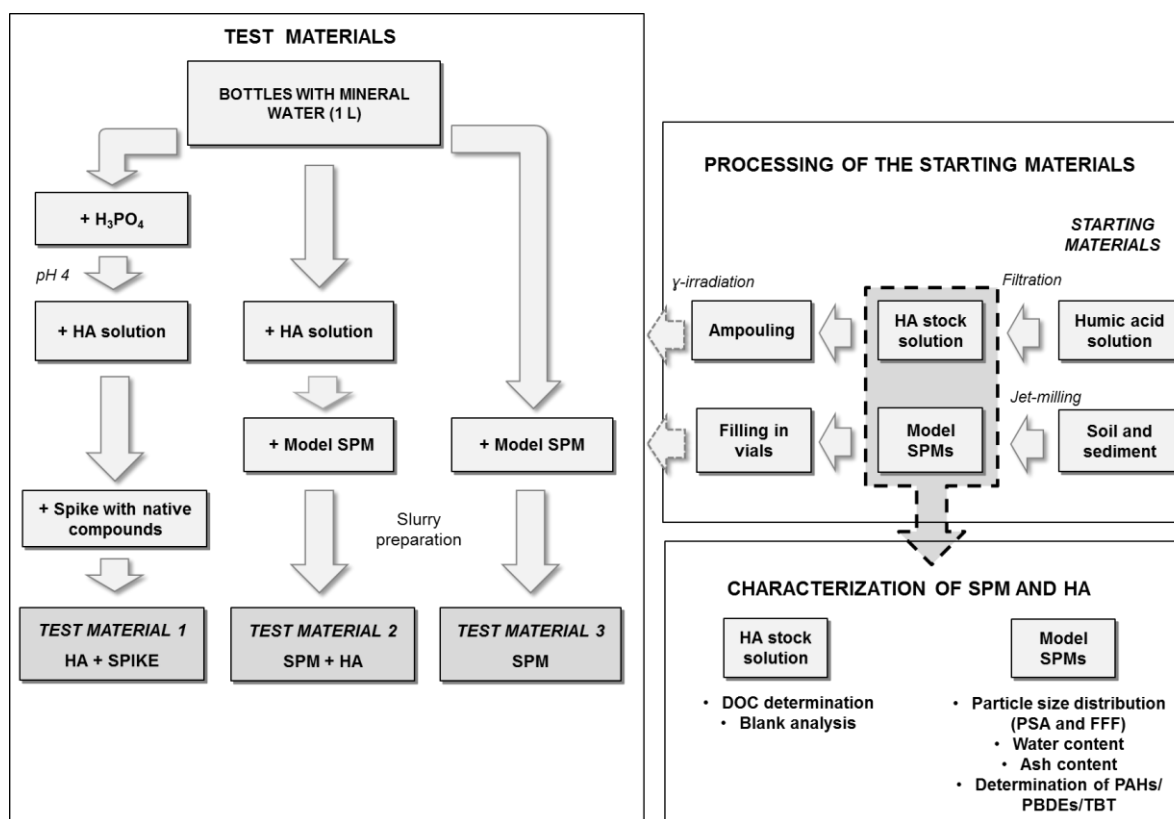 TEST MATERIALS
BOTTLES WITH MINERAL
WATER (1 L)
+ H₃PO₄
pH 4
+ HA solution
+ HA solution
+ Model SPM
+ Model SPM
+ Spike with native
compounds
Slurry
preparation
TEST MATERIAL 1
HA + SPIKE
TEST MATERIAL 2
SPM + HA
TEST MATERIAL 3
SPM
PROCESSING OF THE STARTING MATERIALS
STARTING
MATERIALS
ɣ-irradiation
Filtration
Ampouling
HA stock
solution
Humic acid
solution
Jet-milling
Filling in
vials
Model
SPMs
Soil and
sediment
CHARACTERIZATION OF SPM AND HA
HA stock
solution
• DOC determination
• Blank analysis
Model
SPMs
• Particle size distribution
(PSA and FFF)
• Water content
• Ash content
• Determination of PAHs/
PBDEs/TBT